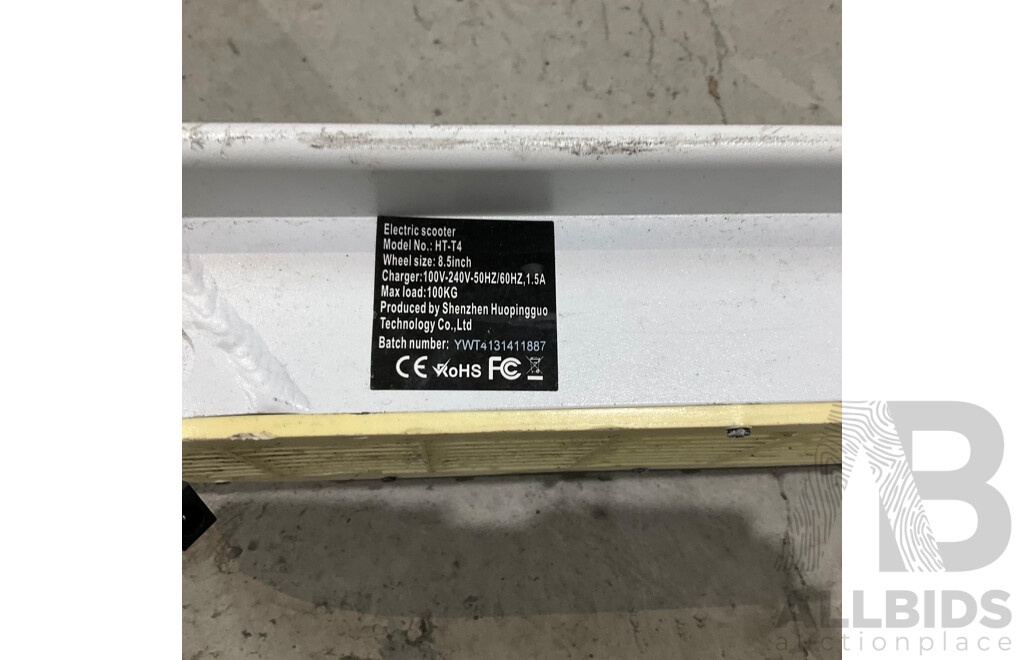 Electric scooter
Model No.: HT-T4
Wheel size: 8.5inch
Charger:100V-240V-50HZ/60HZ,1.5A
Max load:100KG
Produced by Shenzhen Huopingguo
Technology Co.,Ltd
Batch number: YWT4131411887
CE RoHS FC
AB
ALLBIDS
auctionplace